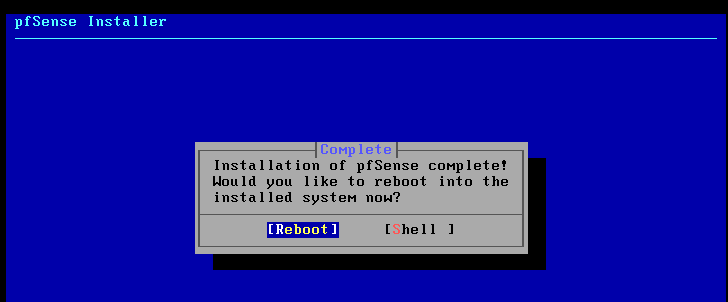 pfSense Installer
Complete
Installation of pfSense complete!
Would you like to reboot into the
installed system now?
[Reboot] [Shell ]